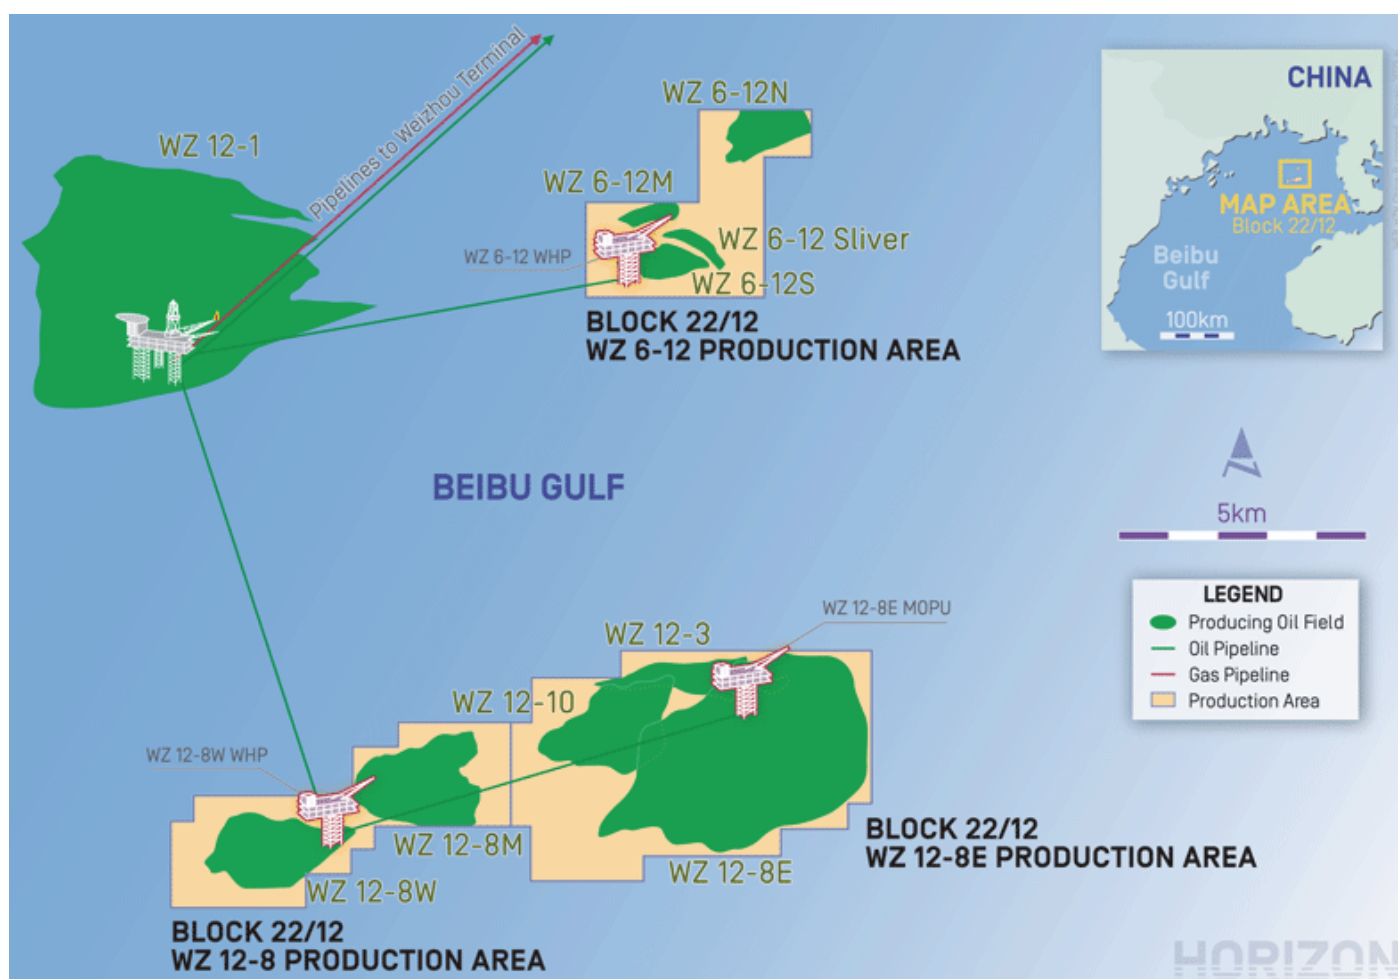 Pipelines to Weizhou Terminal
WZ 12-1
WZ 6-12N
WZ 6-12M
WZ 6-12 WHP
WZ 6-12 Sliver
WZ 6-12S
BLOCK 22/12
WZ 6-12 PRODUCTION AREA
CHINA
MAP AREA
Block 22/12
Beibu
Gulf
100km
BEIBU GULF
5km
LEGEND
Producing Oil Field
Oil Pipeline
Gas Pipeline
Production Area
WZ 12-8E MOPU
WZ 12-3
WZ 12-10
WZ 12-8W WHP
WZ 12-8M
WZ 12-8W
WZ 12-8E
BLOCK 22/12
WZ 12-8E PRODUCTION AREA
BLOCK 22/12
WZ 12-8 PRODUCTION AREA
HORIZON